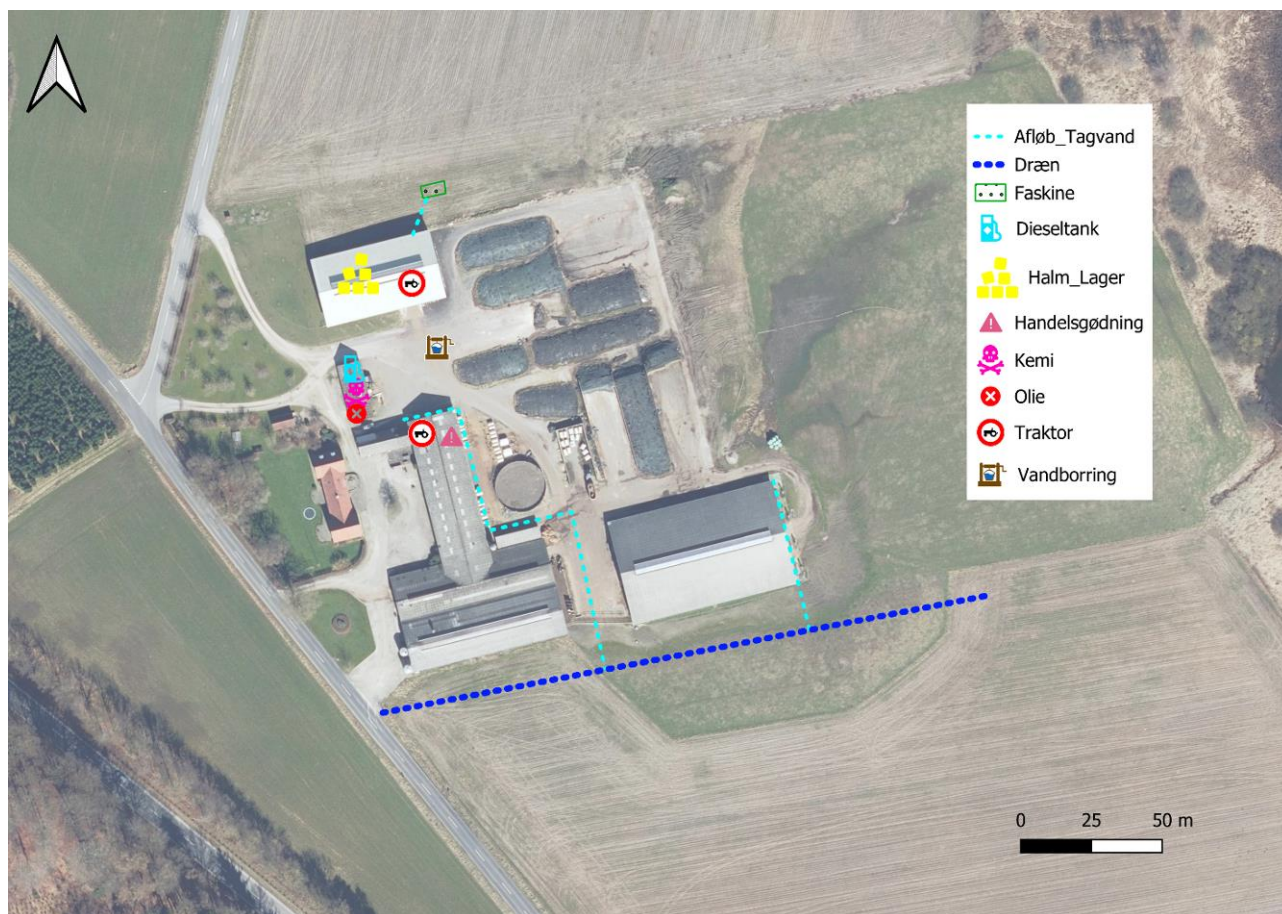 Afløb_Tagvand
Dræn
Faskine
Dieseltank
Halm_Lager
Handelsgødning
Kemi
Olie
Traktor
Vandborring
0 25 50 m